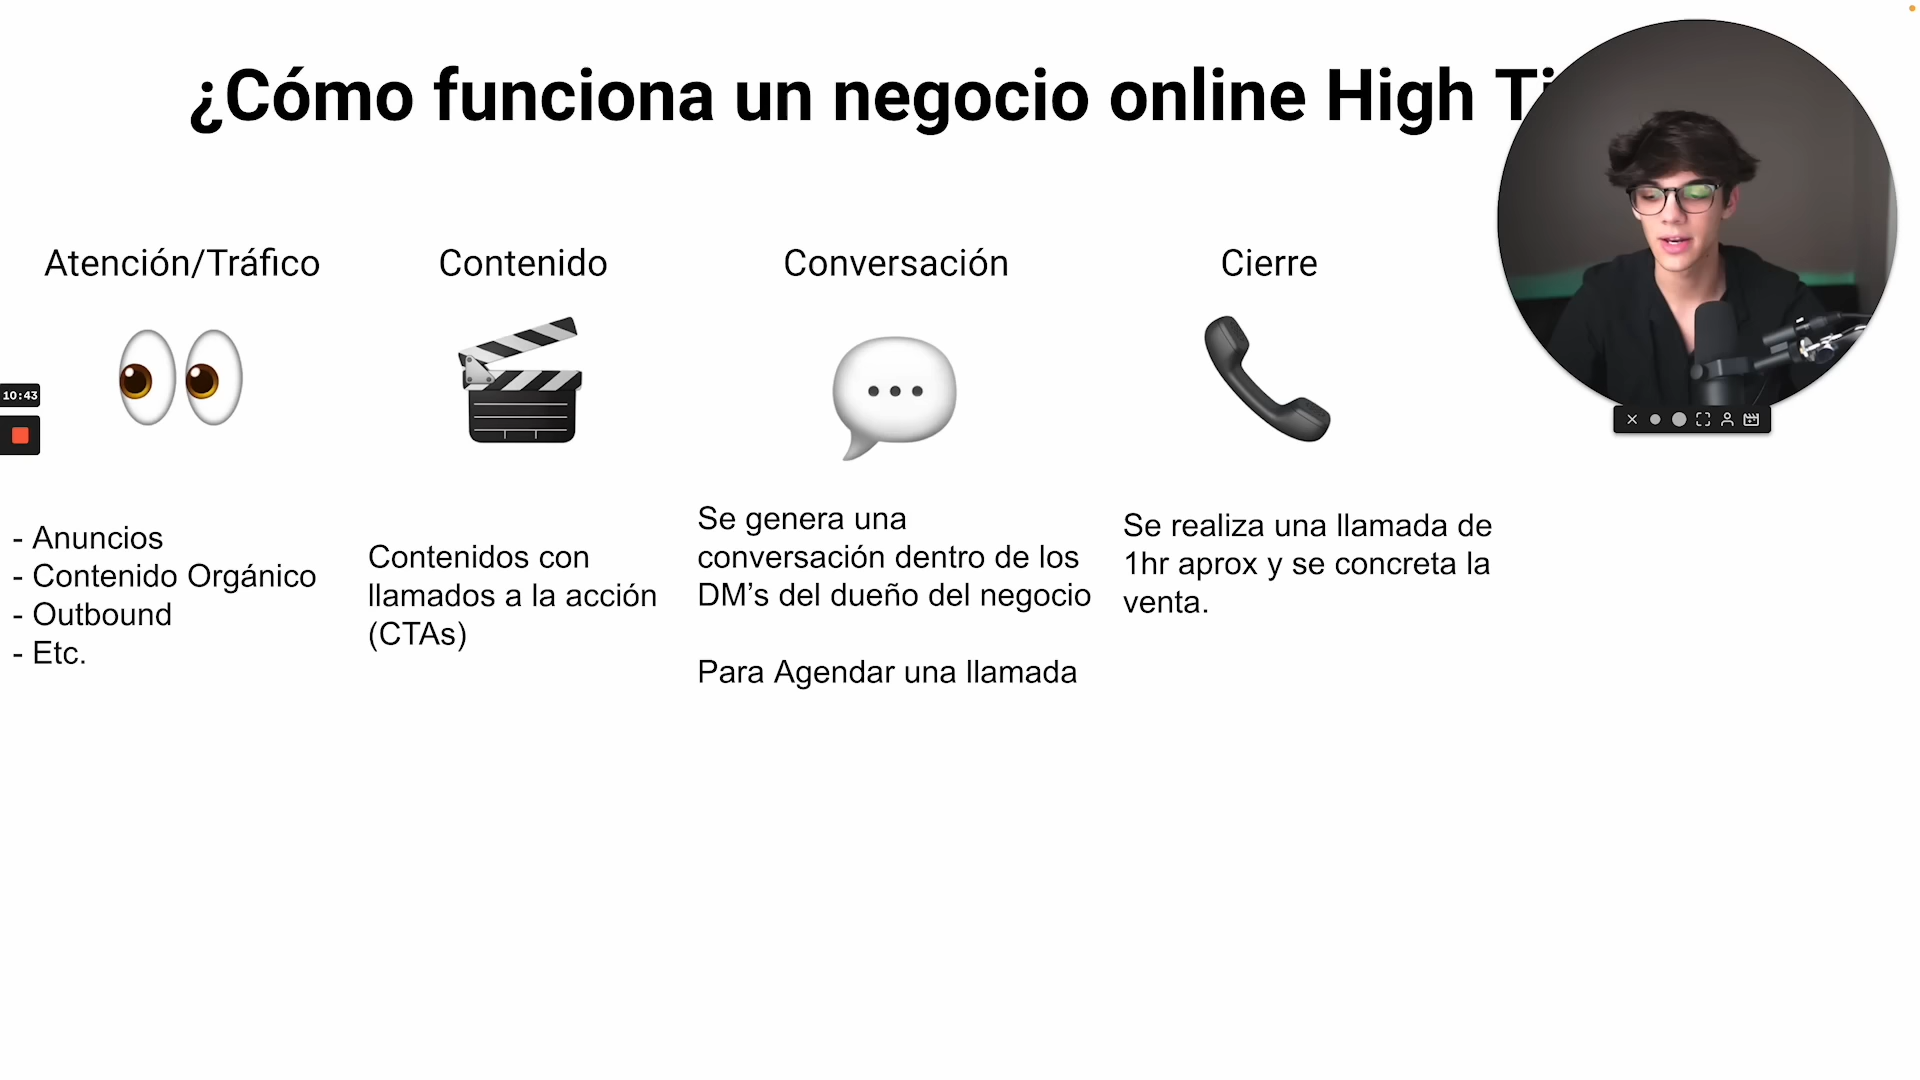 ¿Cómo funciona un negocio online High
Atención/Tráfico
- Anuncios
- Contenido Orgánico
- Outbound
- Etc.
Contenido
Contenidos con
llamados a la acción
(CTAs)
Conversación
Se genera una
conversación dentro de los
DM’s del dueño del negocio
Para Agendar una llamada
Cierre
Se realiza una llamada de
1hr aprox y se concreta la
venta.
10:43